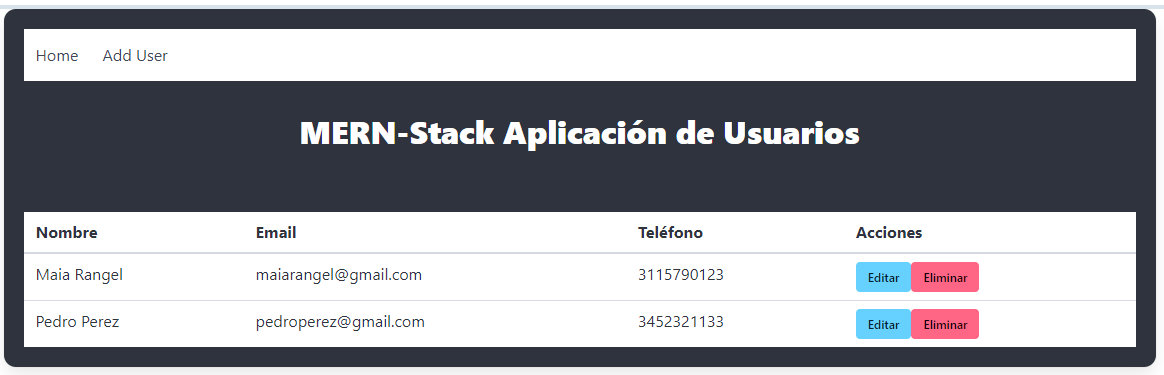 Home Add User
MERN-Stack Aplicación de Usuarios
Nombre Email Teléfono Acciones
Maia Rangel maiarangel@gmail.com 3115790123 Editar Eliminar
Pedro Perez pedroperez@gmail.com 3452321133 Editar Eliminar